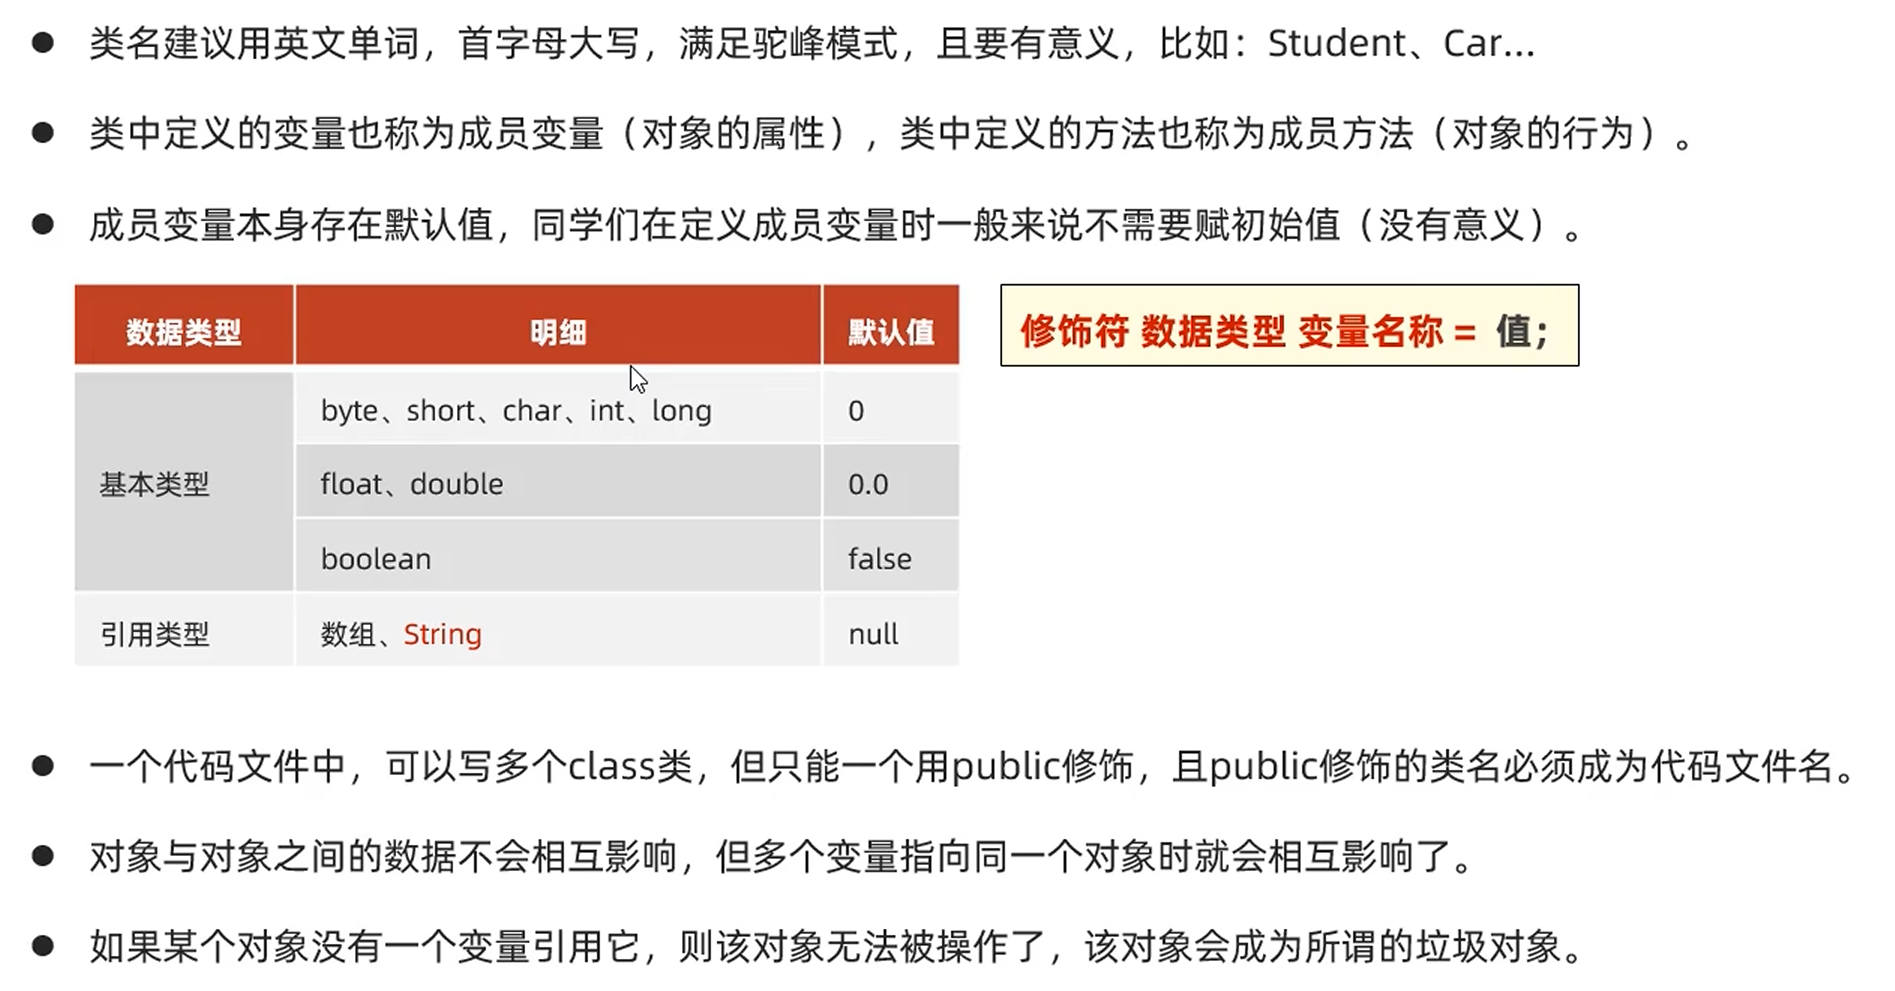 ● 类名建议用英文单词，首字母大写，满足驼峰模式，且要有意义，比如：Student、Car...
● 类中定义的变量也称为成员变量（对象的属性），类中定义的方法也称为成员方法（对象的行为）。
● 成员变量本身存在默认值，同学们在定义成员变量时一般来说不需要赋初始值（没有意义）。
数据类型 明细 默认值
修饰符 数据类型 变量名称 = 值;
byte、short、char、int、long 0
基本类型 float、double 0.0
boolean false
引用类型 数组、String null
● 一个代码文件中，可以写多个class类，但只能一个用public修饰，且public修饰的类名必须成为代码文件名。
● 对象与对象之间的数据不会相互影响，但多个变量指向同一个对象时就会相互影响了。
● 如果某个对象没有一个变量引用它，则该对象无法被操作了，该对象会成为所谓的垃圾对象。